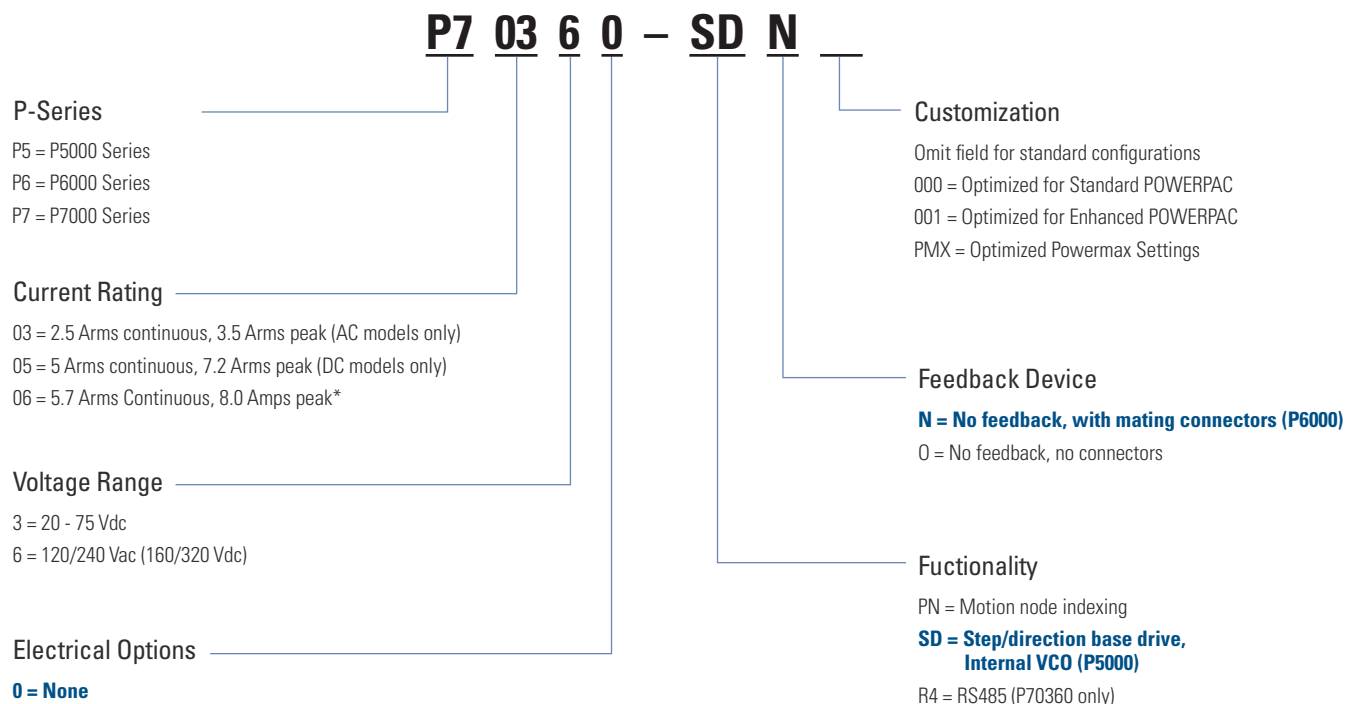 P7 03 6 0 – SD N __
P-Series
P5 = P5000 Series
P6 = P6000 Series
P7 = P7000 Series
Current Rating
03 = 2.5 Arms continuous, 3.5 Arms peak (AC models only)
05 = 5 Arms continuous, 7.2 Arms peak (DC models only)
06 = 5.7 Arms Continuous, 8.0 Amps peak*
Voltage Range
3 = 20 - 75 Vdc
6 = 120/240 Vac (160/320 Vdc)
Electrical Options
0 = None
Customization
Omit field for standard configurations
000 = Optimized for Standard POWERPAC
001 = Optimized for Enhanced POWERPAC
PMX = Optimized Powermax Settings
Feedback Device
N = No feedback, with mating connectors (P6000)
O = No feedback, no connectors
Fuctionality
PN = Motion node indexing
SD = Step/direction base drive,
Internal VCO (P5000)
R4 = RS485 (P70360 only)